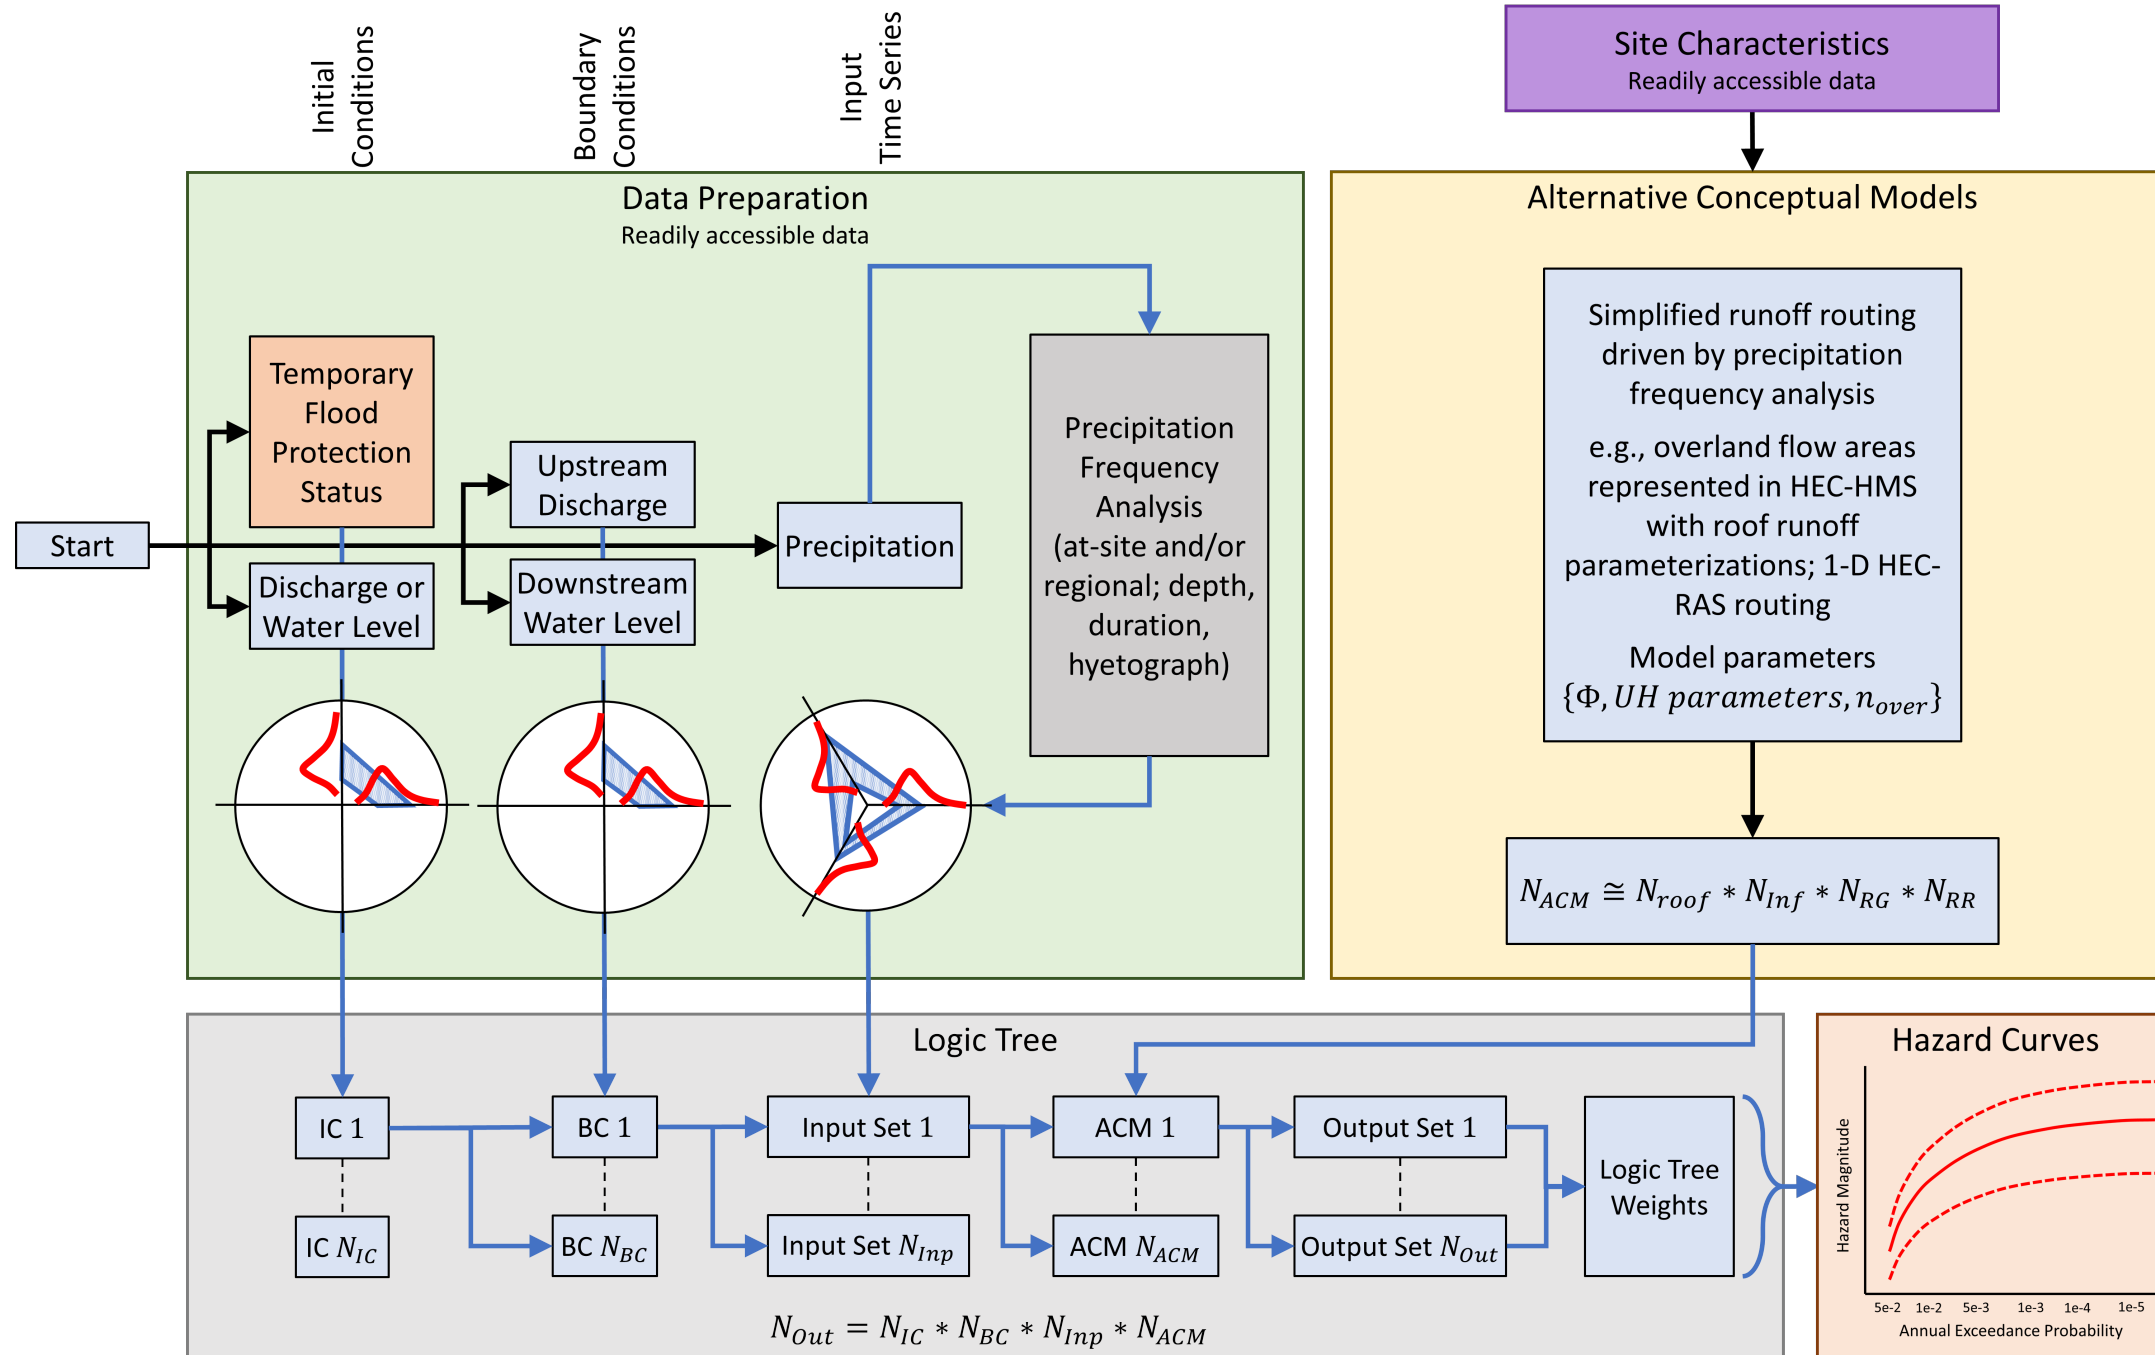 Initial
Conditions
Boundary
Conditions
Input
Time Series
Site Characteristics
Readily accessible data
Data Preparation
Readily accessible data
Alternative Conceptual Models
Start
Temporary
Flood
Protection
Status
Discharge or
Water Level
Upstream
Discharge
Downstream
Water Level
Precipitation
Precipitation
Frequency
Analysis
(at-site and/or
regional; depth,
duration,
hyetograph)
Simplified runoff routing
driven by precipitation
frequency analysis
e.g., overland flow areas
represented in HEC-HMS
with roof runoff
parameterizations; 1-D HEC-
RAS routing
Model parameters
{Φ, UH parameters, n_over}
N_ACM ≅ N_roof * N_Inf * N_RG * N_RR
Logic Tree
IC 1
BC 1
Input Set 1
ACM 1
Output Set 1
IC N_IC
BC N_BC
Input Set N_Inp
ACM N_ACM
Output Set N_Out
Logic Tree
Weights
N_Out = N_IC * N_BC * N_Inp * N_ACM
Hazard Curves
Hazard Magnitude
5e-2 1e-2 5e-3 1e-3 1e-4 1e-5
Annual Exceedance Probability